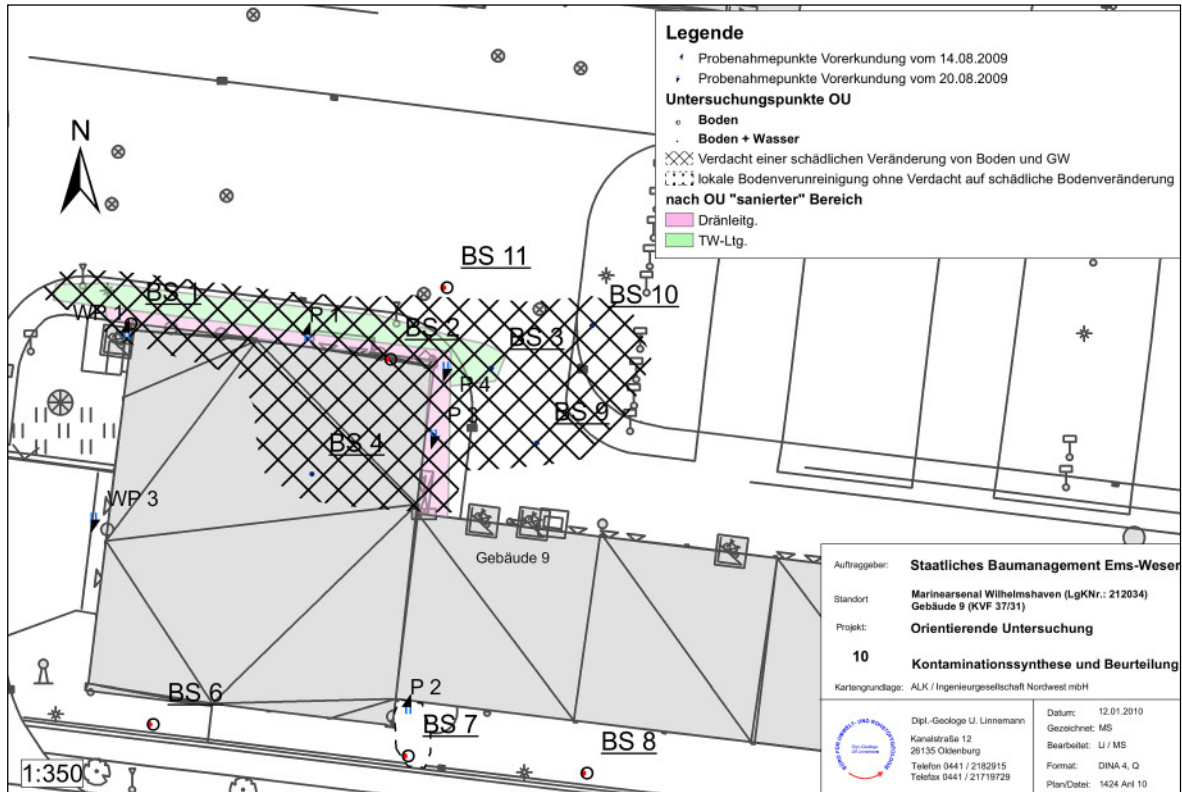 Legende
Probenahmepunkte Vorerkundung vom 14.08.2009
Probenahmepunkte Vorerkundung vom 20.08.2009
Untersuchungspunkte OU
Boden
Boden + Wasser
Verdacht einer schädlichen Veränderung von Boden und GW
lokale Bodenverunreinigung ohne Verdacht auf schädliche Bodenveränderung
nach OU "sanierter" Bereich
Dränleitg.
TW-Ltg.
N
BS 11
BS 10
BS 1
WP 1
P 1
BS 2
BS 3
P 4
BS 9
P 3
BS 4
WP 3
Gebäude 9
BS 6
P 2
BS 7
BS 8
1:350
Auftraggeber: Staatliches Baumanagement Ems-Weser
Standort Marinearsenal Wilhelmshaven (LgKNr.: 212034)
Gebäude 9 (KVF 37/31)
Projekt: Orientierende Untersuchung
10 Kontaminationssynthese und Beurteilung
Kartengrundlage: ALK / Ingenieurgesellschaft Nordwest mbH
Dipl.-Geologe U. Linnemann
Kanalstraße 12
26135 Oldenburg
Telefon 0441 / 2182915
Telefax 0441 / 21719729
Datum: 12.01.2010
Gezeichnet: MS
Bearbeitet: LI / MS
Format: DINA 4, Q
Plan/Datei: 1424 Anl 10